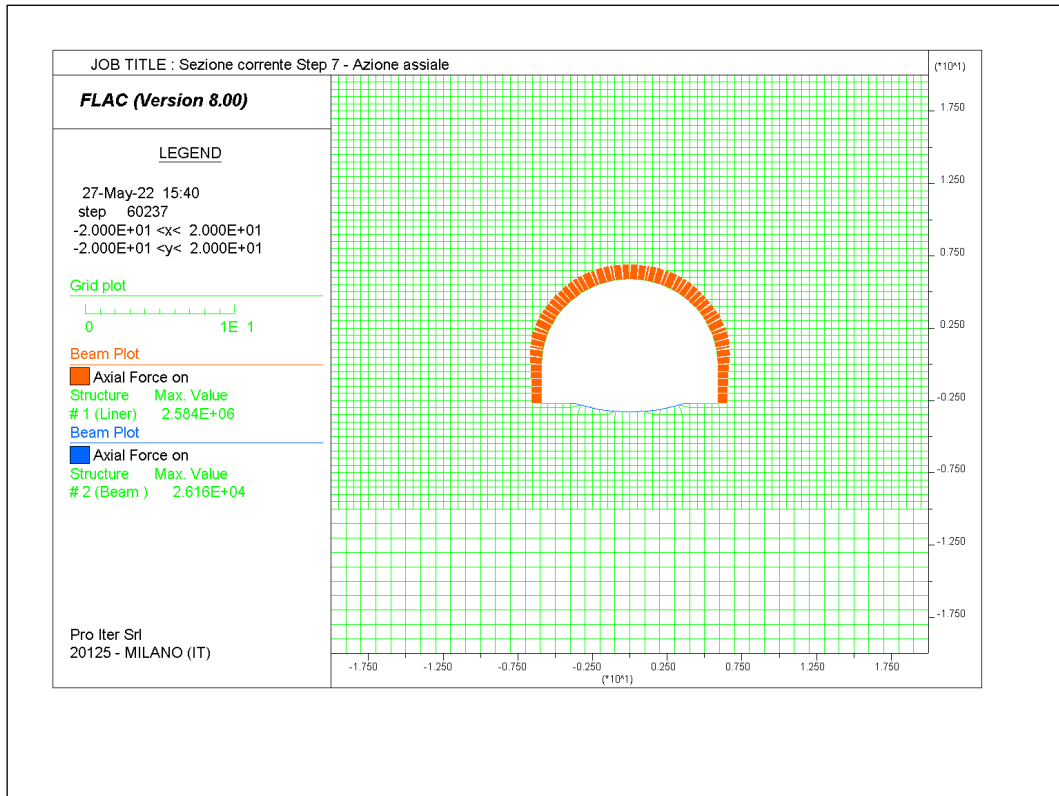 JOB TITLE : Sezione corrente Step 7 - Azione assiale
(*10^1)
FLAC (Version 8.00)
LEGEND
27-May-22 15:40
step 60237
-2.000E+01 <x< 2.000E+01
-2.000E+01 <y< 2.000E+01
Grid plot
0 1E 1
Beam Plot
Axial Force on
Structure Max. Value
# 1 (Liner) 2.584E+06
Beam Plot
Axial Force on
Structure Max. Value
# 2 (Beam ) 2.616E+04
Pro Iter Srl
20125 - MILANO (IT)
1.750
1.250
0.750
0.250
-0.250
-0.750
-1.250
-1.750
-1.750 -1.250 -0.750 -0.250 0.250 0.750 1.250 1.750
(*10^1)